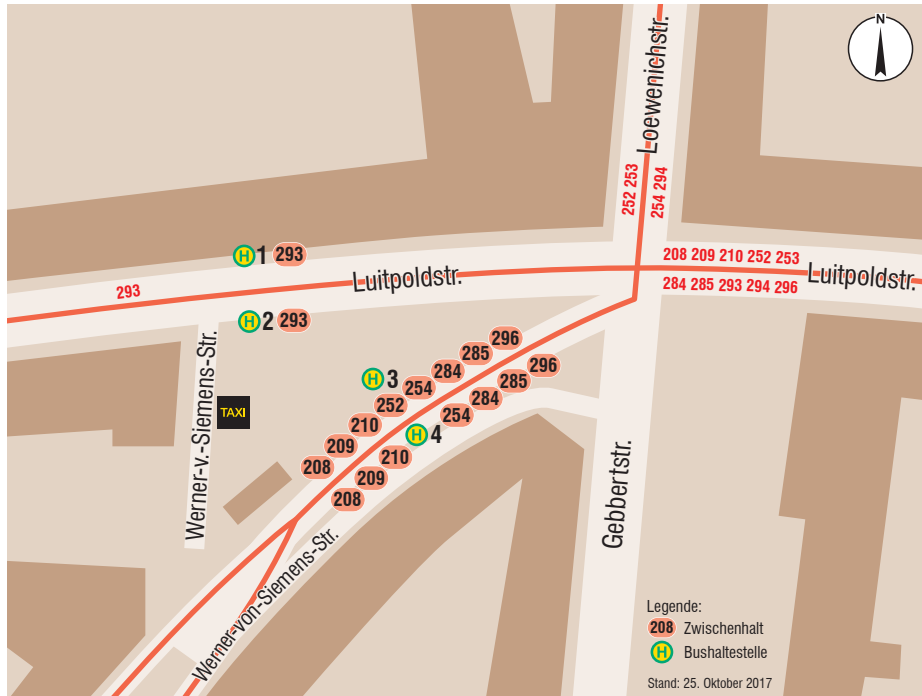 N
Loewenichstr.
252 253
254 294
H 1 293
208 209 210 252 253
293
Luitpoldstr.
Luitpoldstr.
284 285 293 294 296
H 2 293
Werner-v.-Siemens-Str.
TAXI
H 3
208
209
210
252
254
284
285
296
H 4
208
209
210
254
284
285
296
Gebbertstr.
Werner-von-Siemens-Str.
Legende:
208 Zwischenhalt
H Bushaltestelle
Stand: 25. Oktober 2017